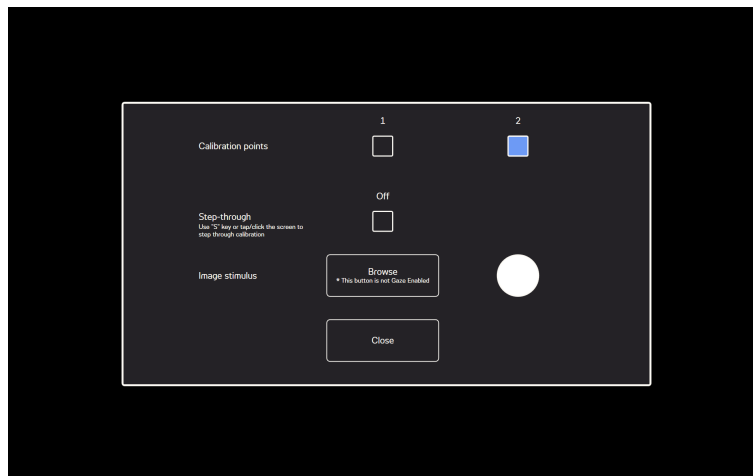 1
2
Calibration points
Off
Step-through
Use "S" key or tap/click the screen to
step through calibration
Image stimulus
Browse
* This button is not Gaze Enabled
Close